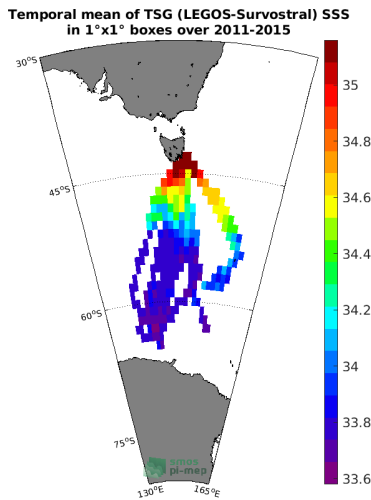 Temporal mean of TSG (LEGOS-Survostral) SSS
in 1°x1° boxes over 2011-2015
30°S
45°S
60°S
75°S
130°E
165°E
35
34.8
34.6
34.4
34.2
34
33.8
33.6
smos
pi-mep